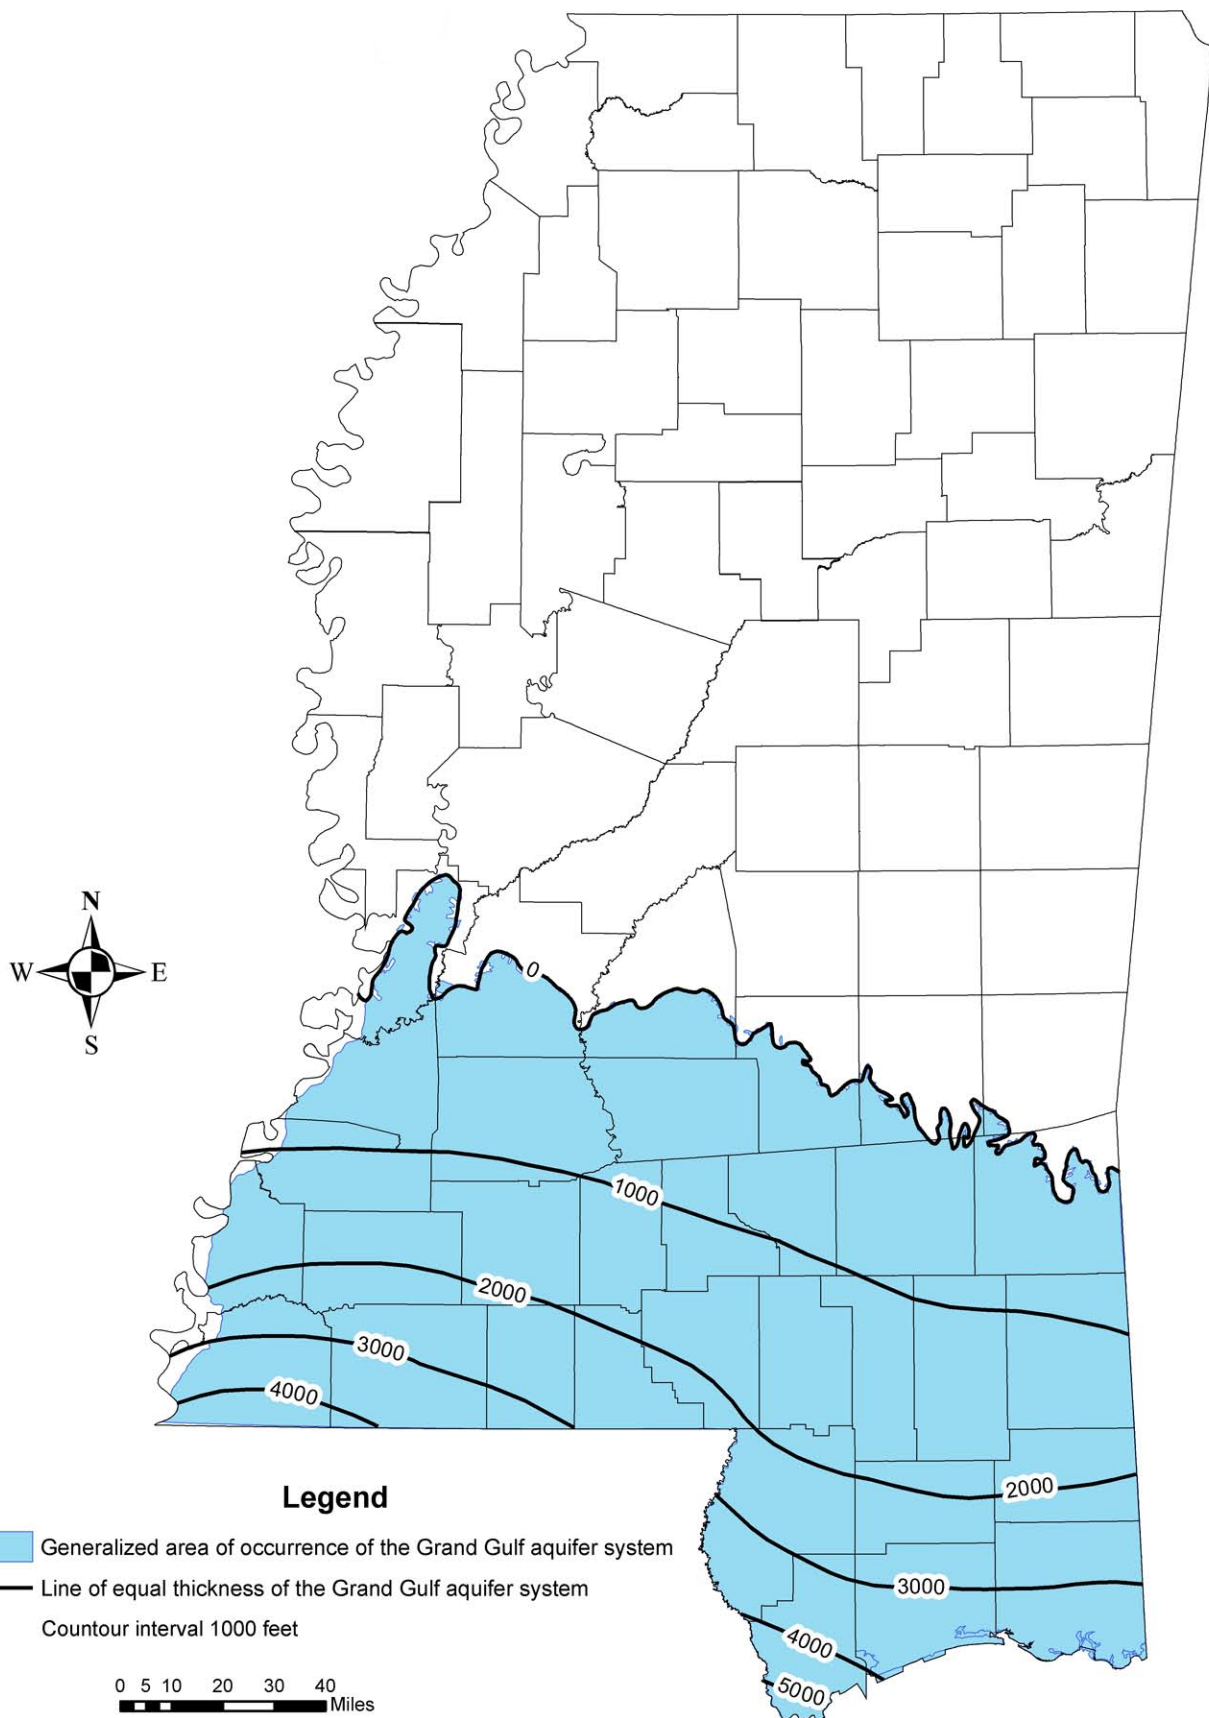 N
W E
S
0
1000
2000
3000
4000
2000
3000
4000
5000
Legend
Generalized area of occurrence of the Grand Gulf aquifer system
Line of equal thickness of the Grand Gulf aquifer system
Countour interval 1000 feet
0 5 10 20 30 40
Miles